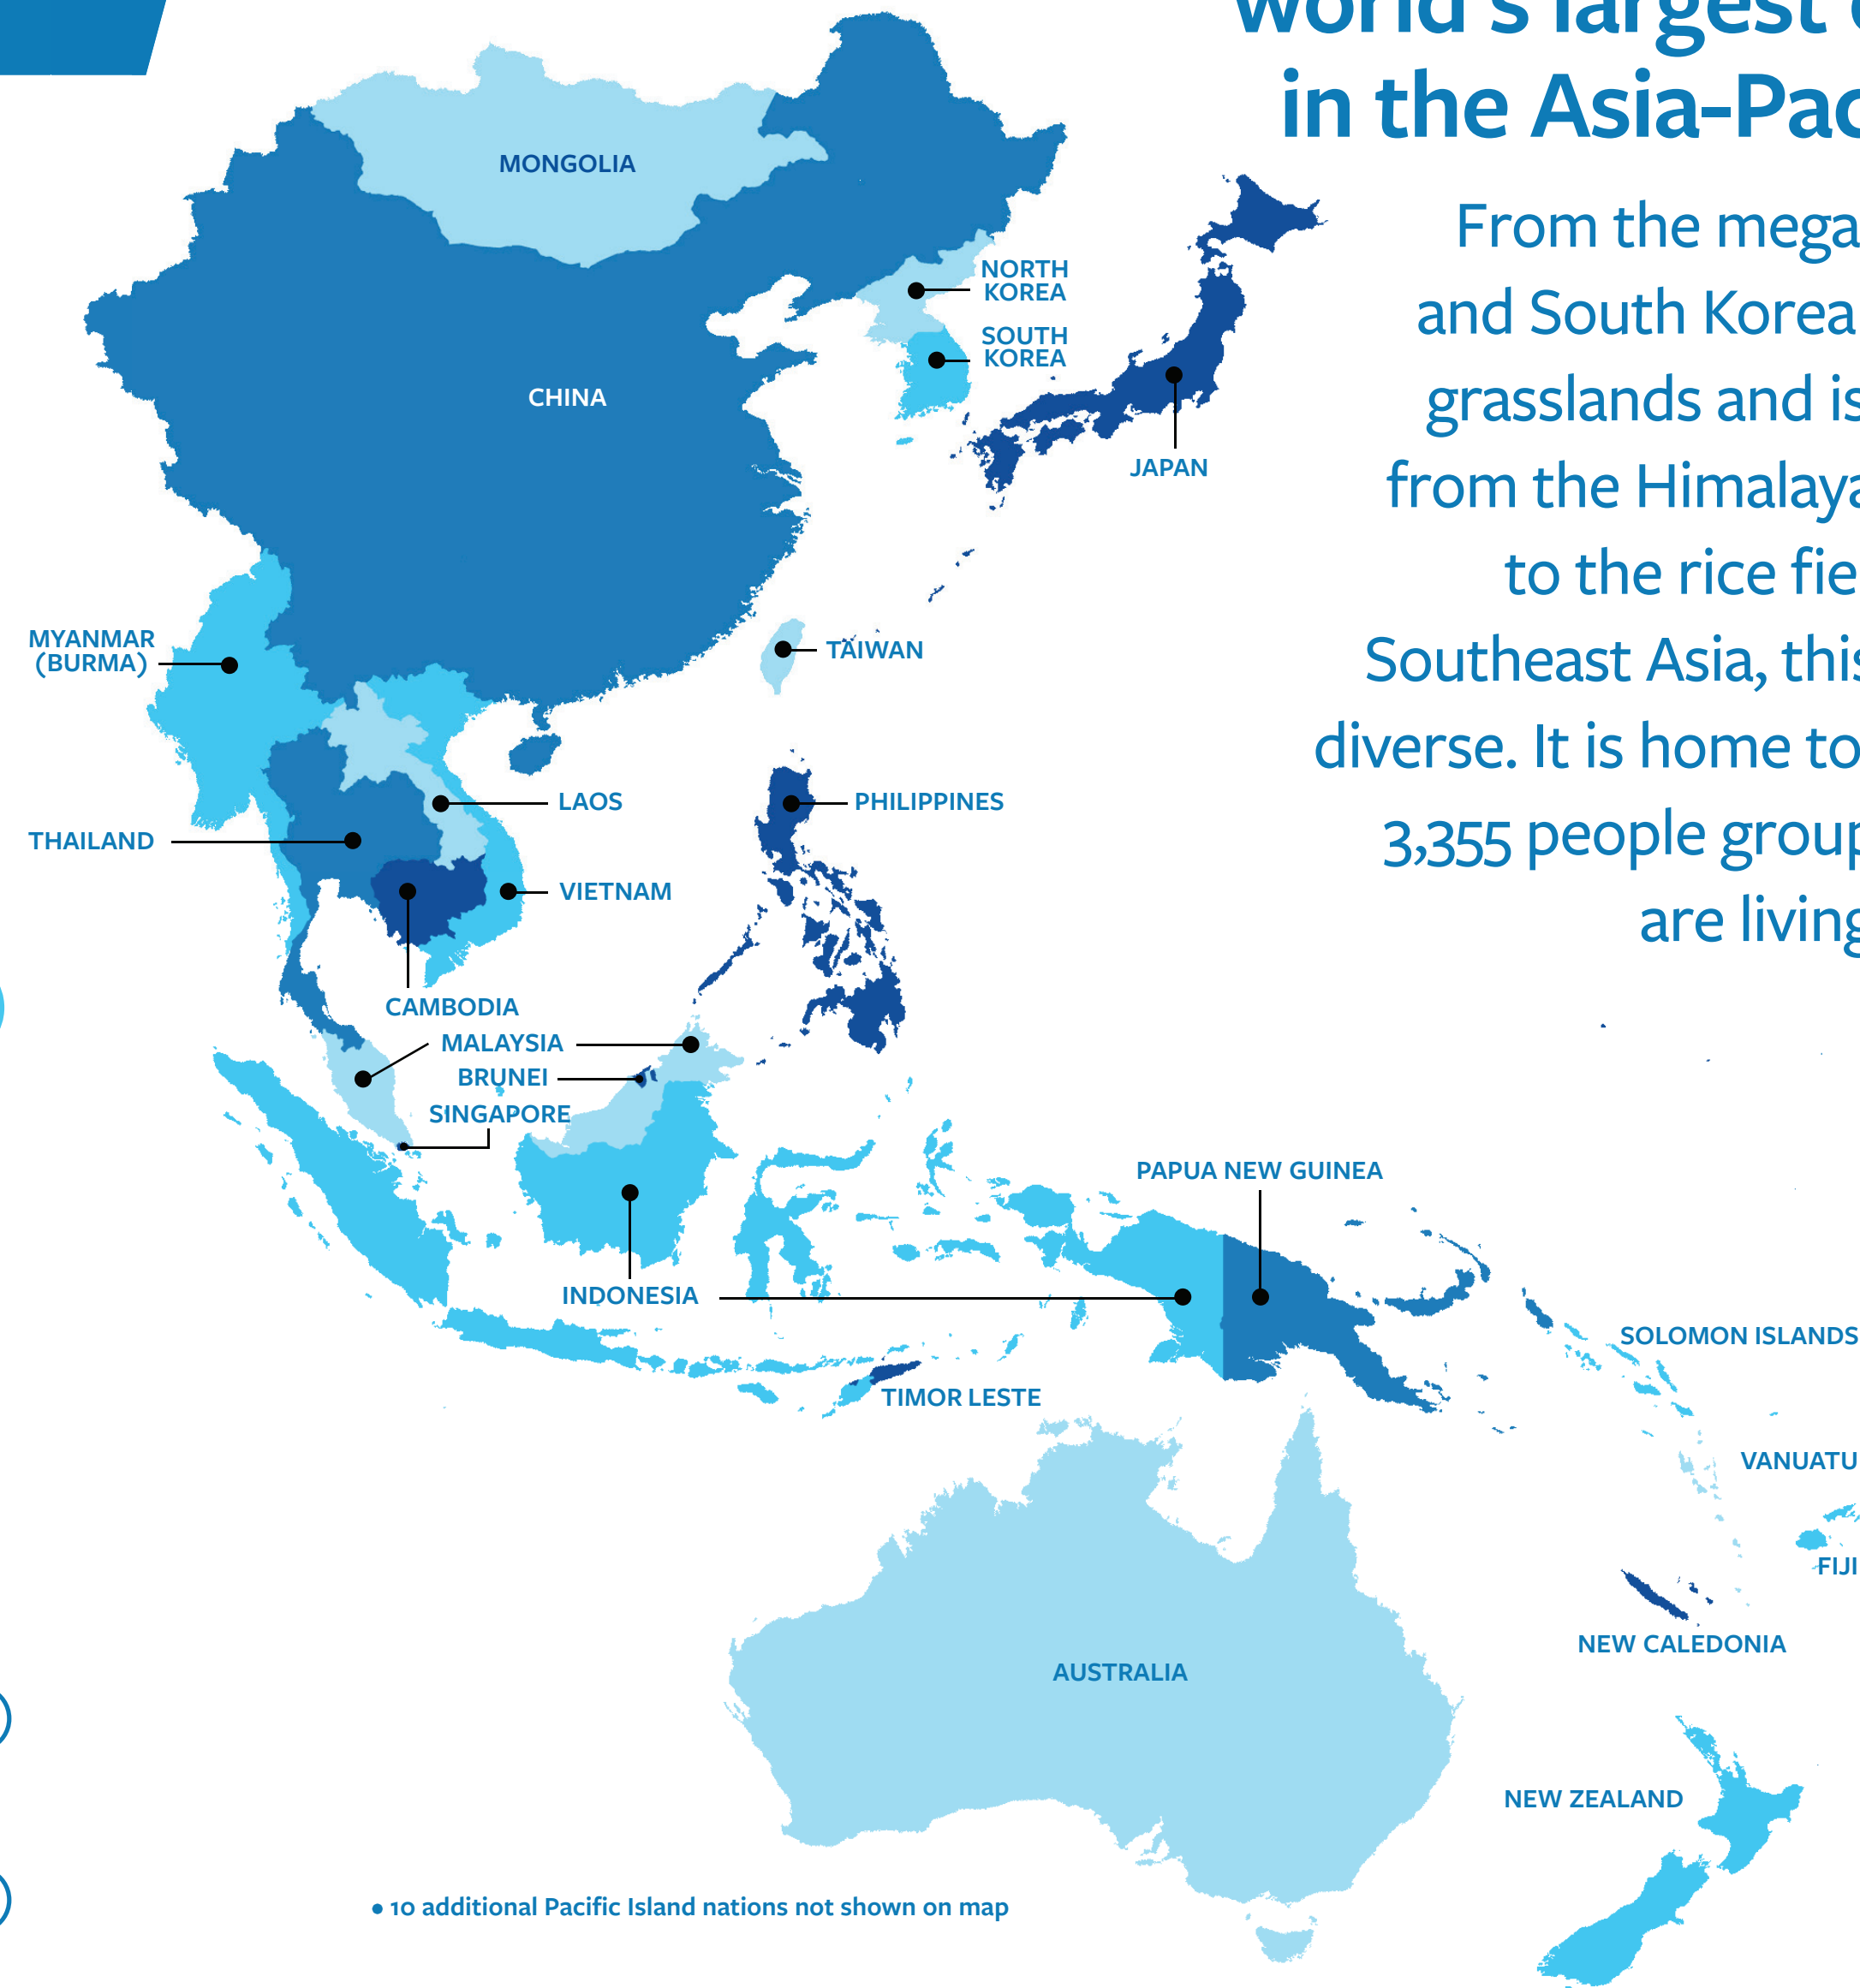 world's largest
in the Asia-Pac
From the mega
and South Korea
grasslands and is
from the Himalaya
to the rice fie
Southeast Asia, this
diverse. It is home to
3,355 people group
are living
MONGOLIA
NORTH
KOREA
SOUTH
KOREA
CHINA
JAPAN
MYANMAR
(BURMA)
TAIWAN
LAOS
PHILIPPINES
THAILAND
VIETNAM
CAMBODIA
MALAYSIA
BRUNEI
SINGAPORE
PAPUA NEW GUINEA
INDONESIA
SOLOMON ISLANDS
TIMOR LESTE
VANUATU
FIJI
NEW CALEDONIA
AUSTRALIA
NEW ZEALAND
• 10 additional Pacific Island nations not shown on map